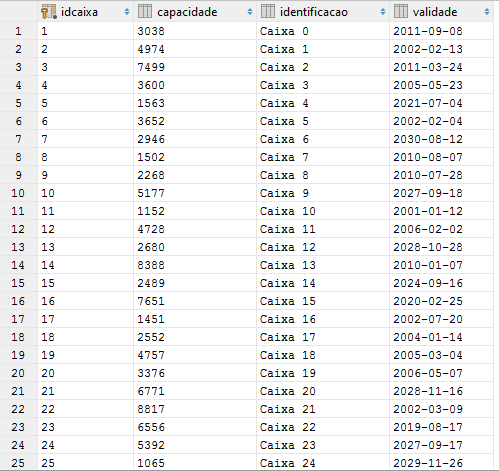 idcaixa capacidade identificacao validade
1 1 3038 Caixa 0 2011-09-08
2 2 4974 Caixa 1 2002-02-13
3 3 7499 Caixa 2 2011-03-24
4 4 3600 Caixa 3 2005-05-23
5 5 1563 Caixa 4 2021-07-04
6 6 3652 Caixa 5 2002-02-04
7 7 2946 Caixa 6 2030-08-12
8 8 1502 Caixa 7 2010-08-07
9 9 2268 Caixa 8 2010-07-28
10 10 5177 Caixa 9 2027-09-18
11 11 1152 Caixa 10 2001-01-12
12 12 4728 Caixa 11 2006-02-02
13 13 2680 Caixa 12 2028-10-28
14 14 8388 Caixa 13 2010-01-07
15 15 2489 Caixa 14 2024-09-16
16 16 7651 Caixa 15 2020-02-25
17 17 1451 Caixa 16 2002-07-20
18 18 2552 Caixa 17 2004-01-14
19 19 4757 Caixa 18 2005-03-04
20 20 3376 Caixa 19 2006-05-07
21 21 6771 Caixa 20 2028-11-16
22 22 8817 Caixa 21 2002-03-09
23 23 6556 Caixa 22 2019-08-17
24 24 5392 Caixa 23 2027-09-17
25 25 1065 Caixa 24 2029-11-26